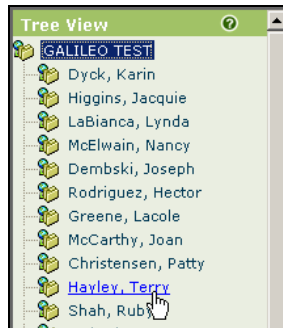 Tree View
GALILEO TEST
Dyck, Karin
Higgins, Jacquie
LaBianca, Lynda
McElwain, Nancy
Dembski, Joseph
Rodriguez, Hector
Greene, Lacole
McCarthy, Joan
Christensen, Patty
Hayley, Terry
Shah, Ruby